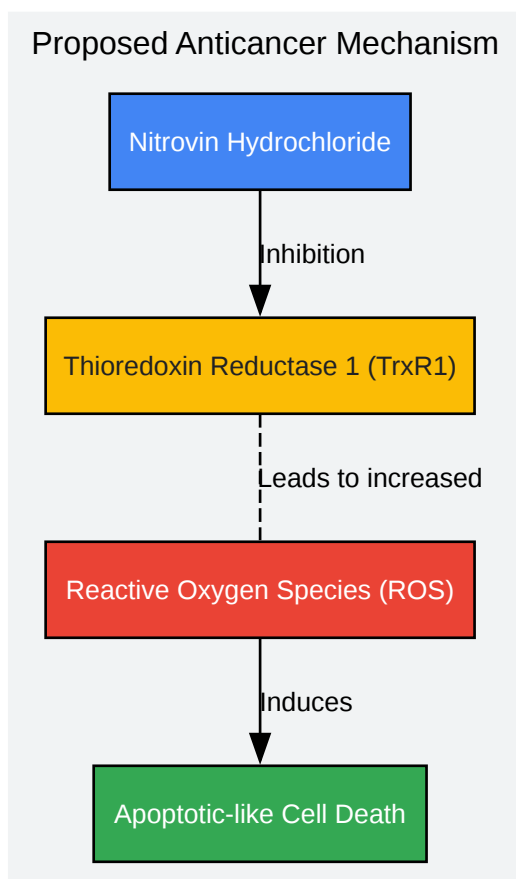 Proposed Anticancer Mechanism
Nitrovin Hydrochloride
Inhibition
Thioredoxin Reductase 1 (TrxR1)
Leads to increased
Reactive Oxygen Species (ROS)
Induces
Apoptotic-like Cell Death